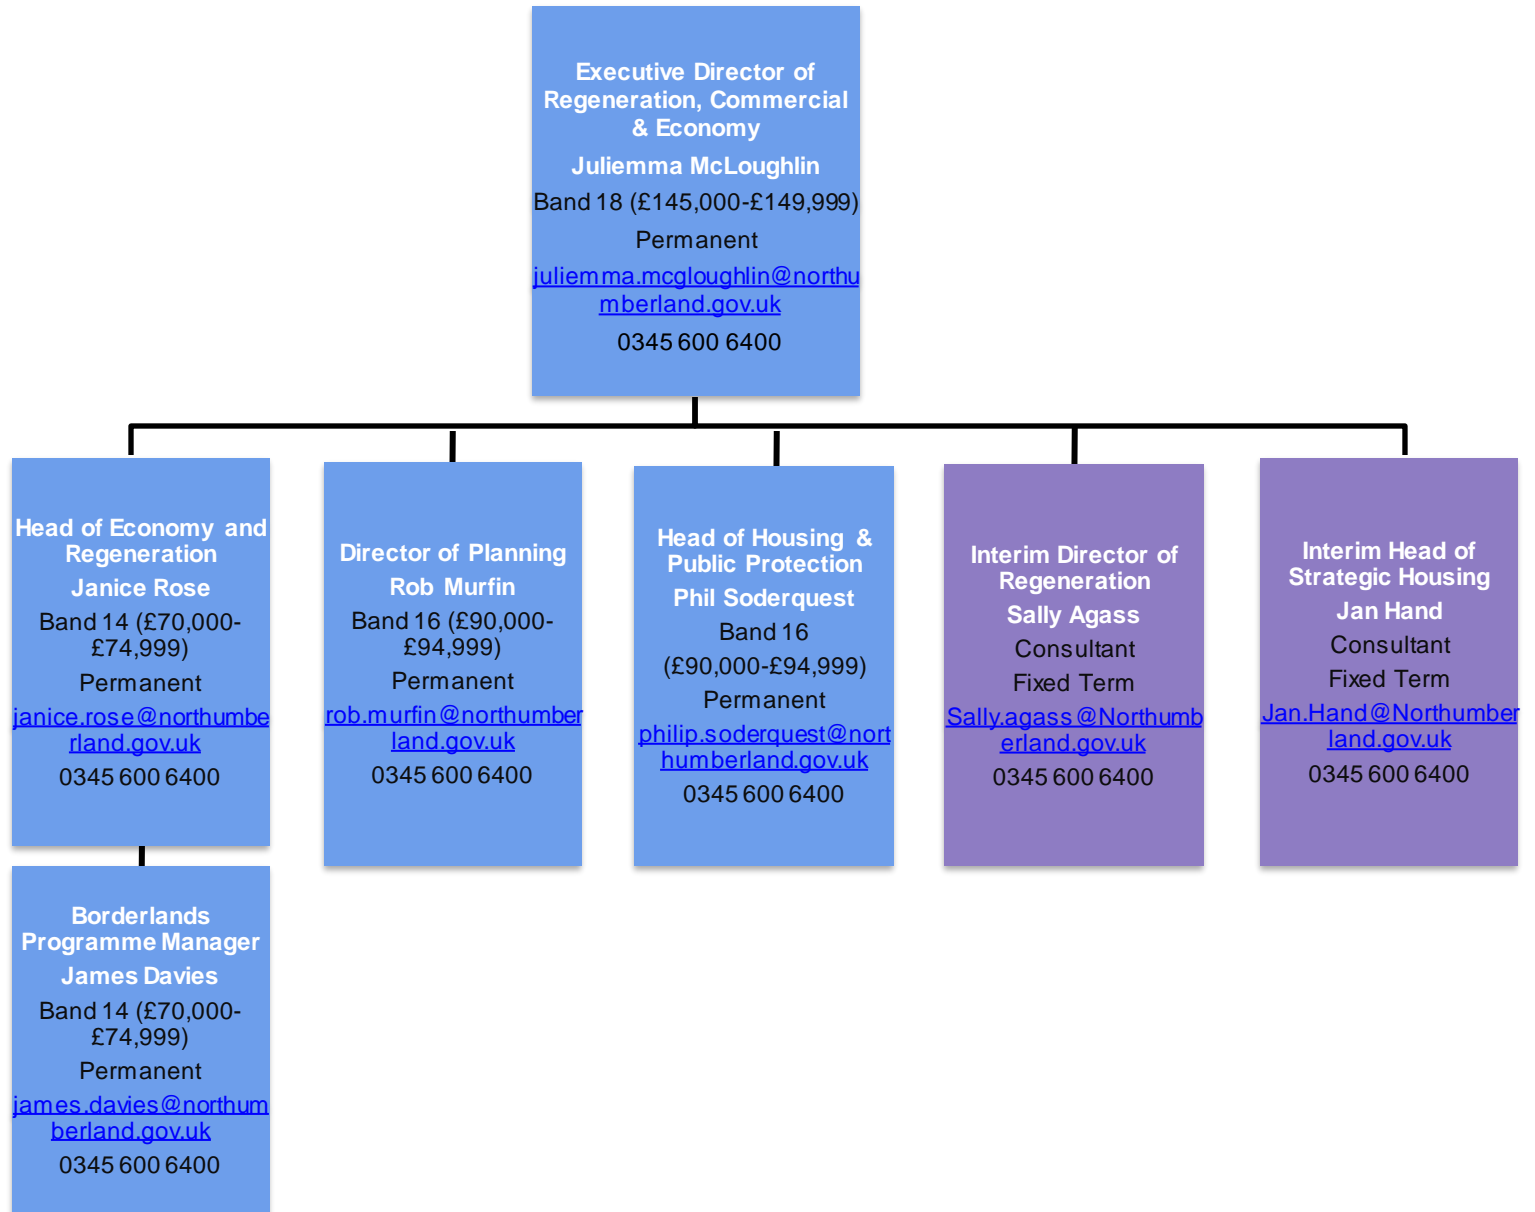 Executive Director of
Regeneration, Commercial
& Economy
Juliemma McLoughlin
Band 18 (£145,000-£149,999)
Permanent
juliemma.mcgloughlin@northu
mberland.gov.uk
0345 600 6400
Head of Economy and
Regeneration
Janice Rose
Band 14 (£70,000-
£74,999)
Permanent
janice.rose@northumbe
rland.gov.uk
0345 600 6400
Director of Planning
Rob Murfin
Band 16 (£90,000-
£94,999)
Permanent
rob.murfin@northumber
land.gov.uk
0345 600 6400
Head of Housing &
Public Protection
Phil Soderquest
Band 16
(£90,000-£94,999)
Permanent
philip.soderquest@nort
humberland.gov.uk
0345 600 6400
Interim Director of
Regeneration
Sally Agass
Consultant
Fixed Term
Sally.agass@Northumb
erland.gov.uk
0345 600 6400
Interim Head of
Strategic Housing
Jan Hand
Consultant
Fixed Term
Jan.Hand@Northumber
land.gov.uk
0345 600 6400
Borderlands
Programme Manager
James Davies
Band 14 (£70,000-
£74,999)
Permanent
james.davies@northum
berland.gov.uk
0345 600 6400